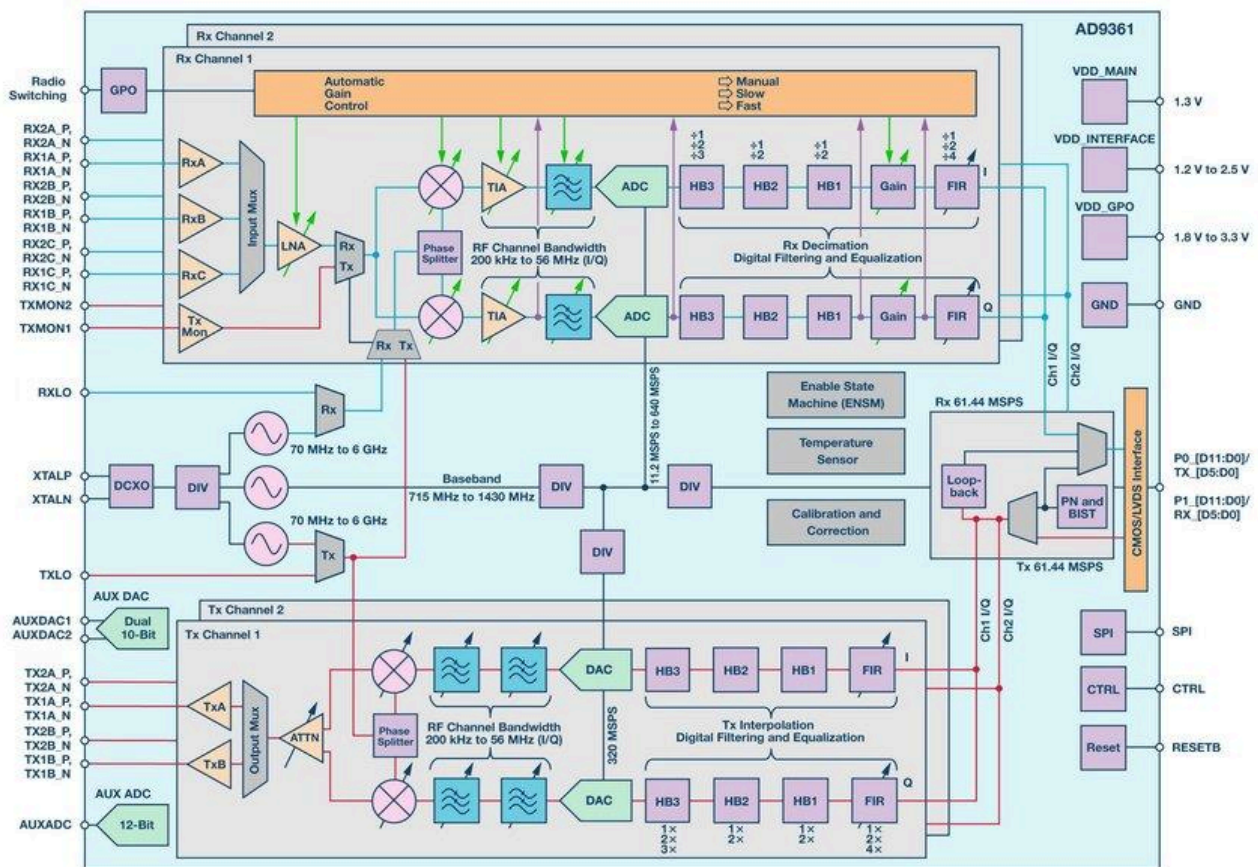 AD9361
Rx Channel 2
Rx Channel 1
Radio
Switching
GPO
Automatic
Gain
Control
⇨ Manual
⇨ Slow
⇨ Fast
VDD_MAIN
1.3 V
VDD_INTERFACE
1.2 V to 2.5 V
VDD_GPO
1.8 V to 3.3 V
GND
GND
RX2A_P,
RX2A_N
RX1A_P,
RX1A_N
RX2B_P,
RX2B_N
RX1B_P,
RX1B_N
RX2C_P,
RX2C_N
RX1C_P,
RX1C_N
TXMON2
TXMON1
RxA
RxB
RxC
Tx
Mon
Input Mux
LNA
Rx
Tx
Phase
Splitter
TIA
ADC
÷1
÷2
÷3
HB3
÷1
÷2
HB2
÷1
÷2
HB1
Gain
÷1
÷2
÷4
FIR
I
RF Channel Bandwidth
200 kHz to 56 MHz (I/Q)
Rx Decimation
Digital Filtering and Equalization
TIA
ADC
HB3
HB2
HB1
Gain
FIR
Q
Rx Tx
Ch1 I/Q
Ch2 I/Q
RXLO
Rx
70 MHz to 6 GHz
11.2 MSPS to 640 MSPS
Enable State
Machine (ENSM)
Temperature
Sensor
Calibration and
Correction
Rx 61.44 MSPS
Loop-
back
PN and
BIST
Tx 61.44 MSPS
CMOS/LVDS Interface
P0_[D11:D0]/
TX_[D5:D0]
P1_[D11:D0]/
RX_[D5:D0]
XTALP
XTALN
DCXO
DIV
Baseband
715 MHz to 1430 MHz
DIV
DIV
DIV
70 MHz to 6 GHz
Tx
TXLO
AUX DAC
AUXDAC1
AUXDAC2
Dual
10-Bit
Tx Channel 2
Tx Channel 1
TX2A_P,
TX2A_N
TX1A_P,
TX1A_N
TX2B_P,
TX2B_N
TX1B_P,
TX1B_N
TxA
TxB
Output Mux
ATTN
Phase
Splitter
RF Channel Bandwidth
200 kHz to 56 MHz (I/Q)
DAC
320 MSPS
HB3
HB2
HB1
FIR
I
Tx Interpolation
Digital Filtering and Equalization
DAC
HB3
HB2
HB1
FIR
Q
1×
2×
3×
1×
2×
1×
2×
1×
2×
4×
Ch1 I/Q
Ch2 I/Q
SPI
SPI
CTRL
CTRL
Reset
RESETB
AUX ADC
AUXADC
12-Bit